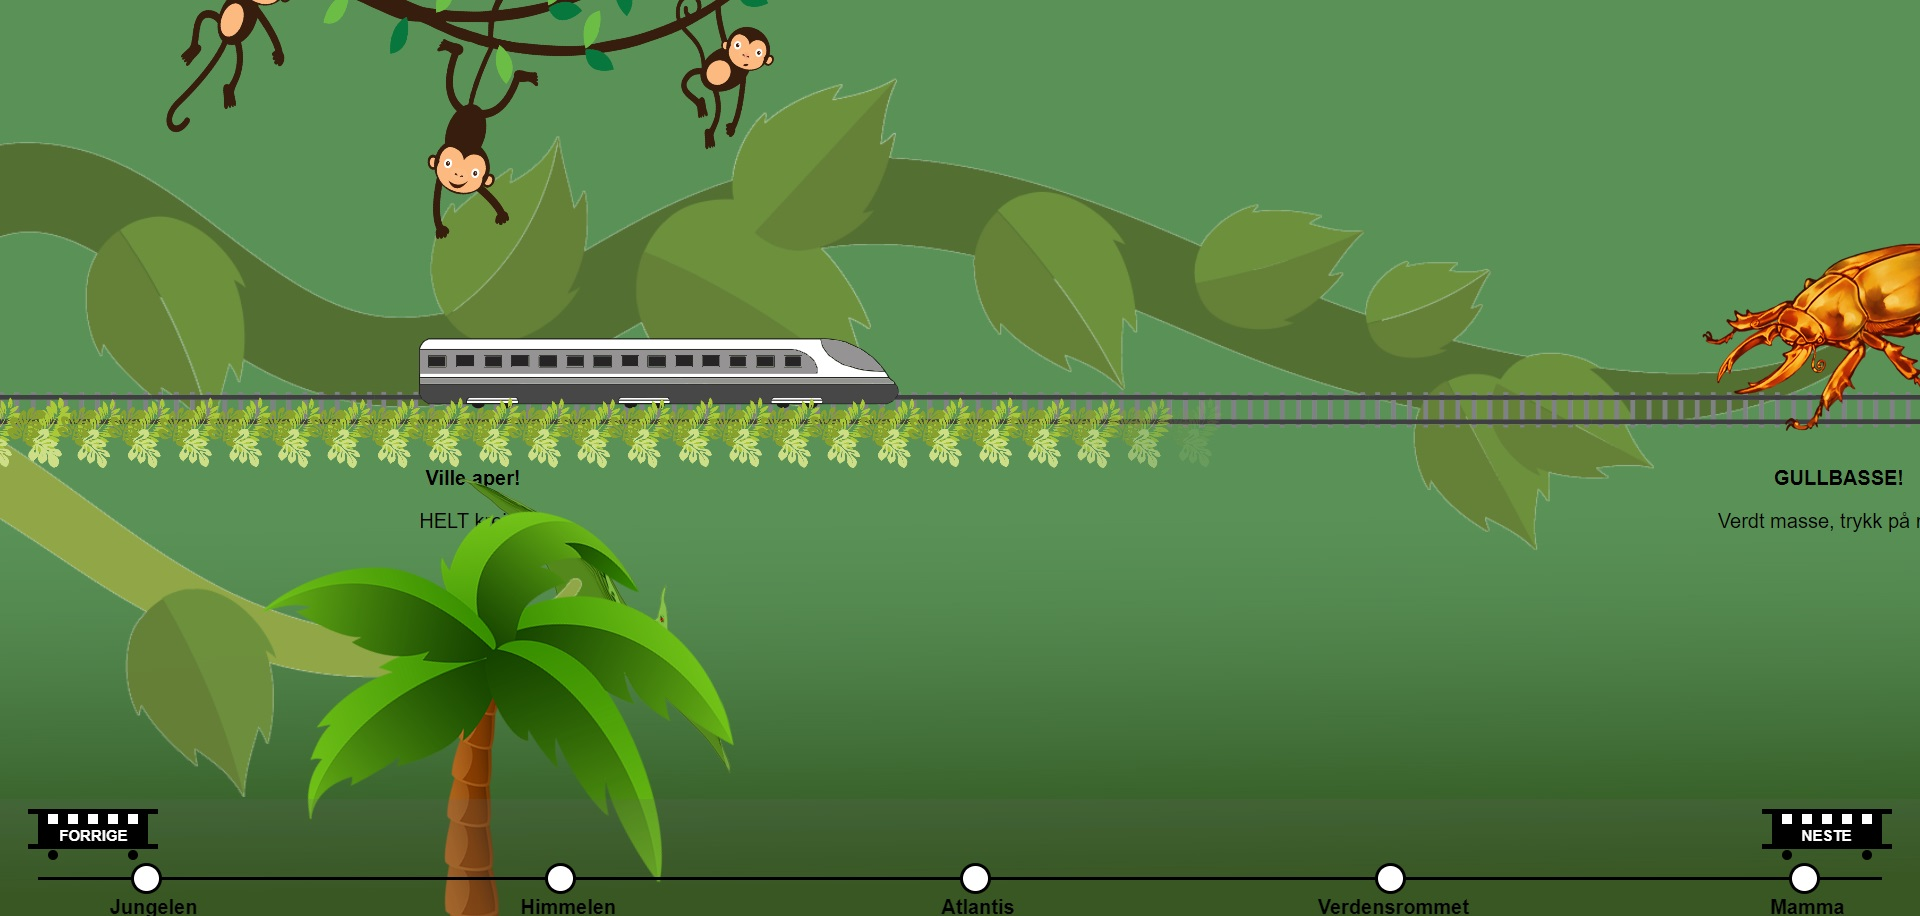 Ville aper!
HELT
GULLBASSE!
Verdt masse, trykk på
FORRIGE
NESTE
Jungelen
Himmelen
Atlantis
Verdensrommet
Mamma